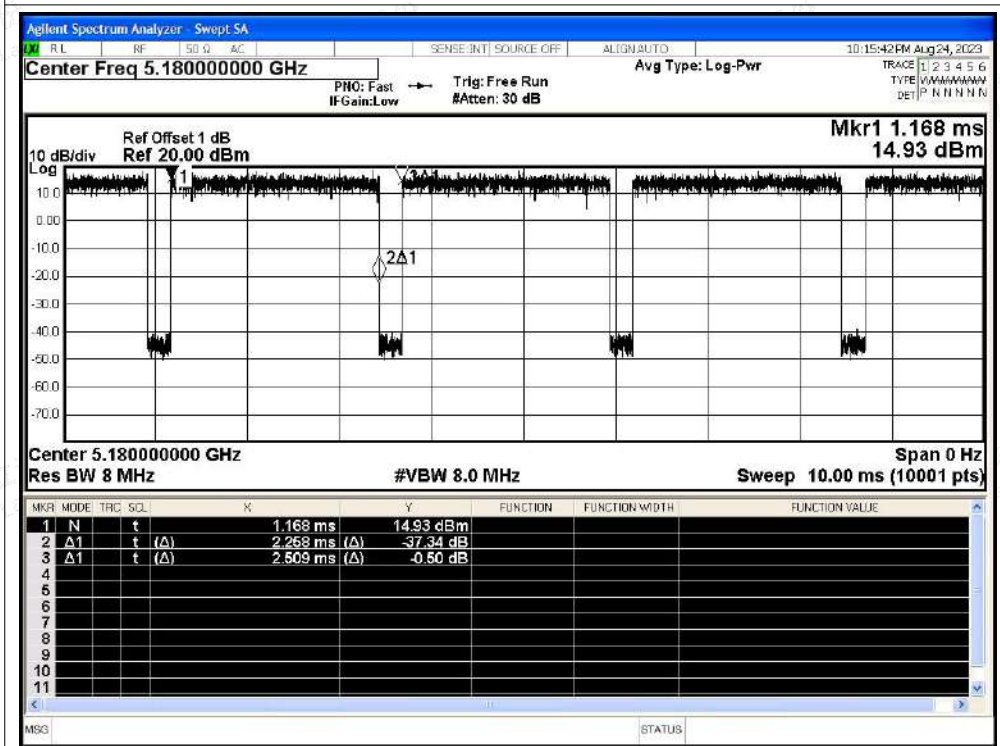 Agilent Spectrum Analyzer - Swept SA
LXI RL RF 50 Ω AC SENSE:INT SOURCE OFF ALIGN AUTO 10:15:42 PM Aug 24, 2023
Center Freq 5.180000000 GHz
PNO: Fast
IFGain:Low
Trig: Free Run
#Atten: 30 dB
Avg Type: Log-Pwr
TRACE 1 2 3 4 5 6
TYPE WWWWWWW
DET P N N N N N
Ref Offset 1 dB
10 dB/div Ref 20.00 dBm
Mkr1 1.168 ms
14.93 dBm
Log
10.0
0.00
-10.0
-20.0
-30.0
-40.0
-50.0
-60.0
-70.0
1
3Δ1
2Δ1
Center 5.180000000 GHz Span 0 Hz
Res BW 8 MHz #VBW 8.0 MHz Sweep 10.00 ms (10001 pts)
MKR MODE TRC SCL X Y FUNCTION FUNCTION WIDTH FUNCTION VALUE
1 N t 1.168 ms 14.93 dBm
2 Δ1 t (Δ) 2.258 ms (Δ) -37.34 dB
3 Δ1 t (Δ) 2.509 ms (Δ) -0.50 dB
4
5
6
7
8
9
10
11
MSG STATUS